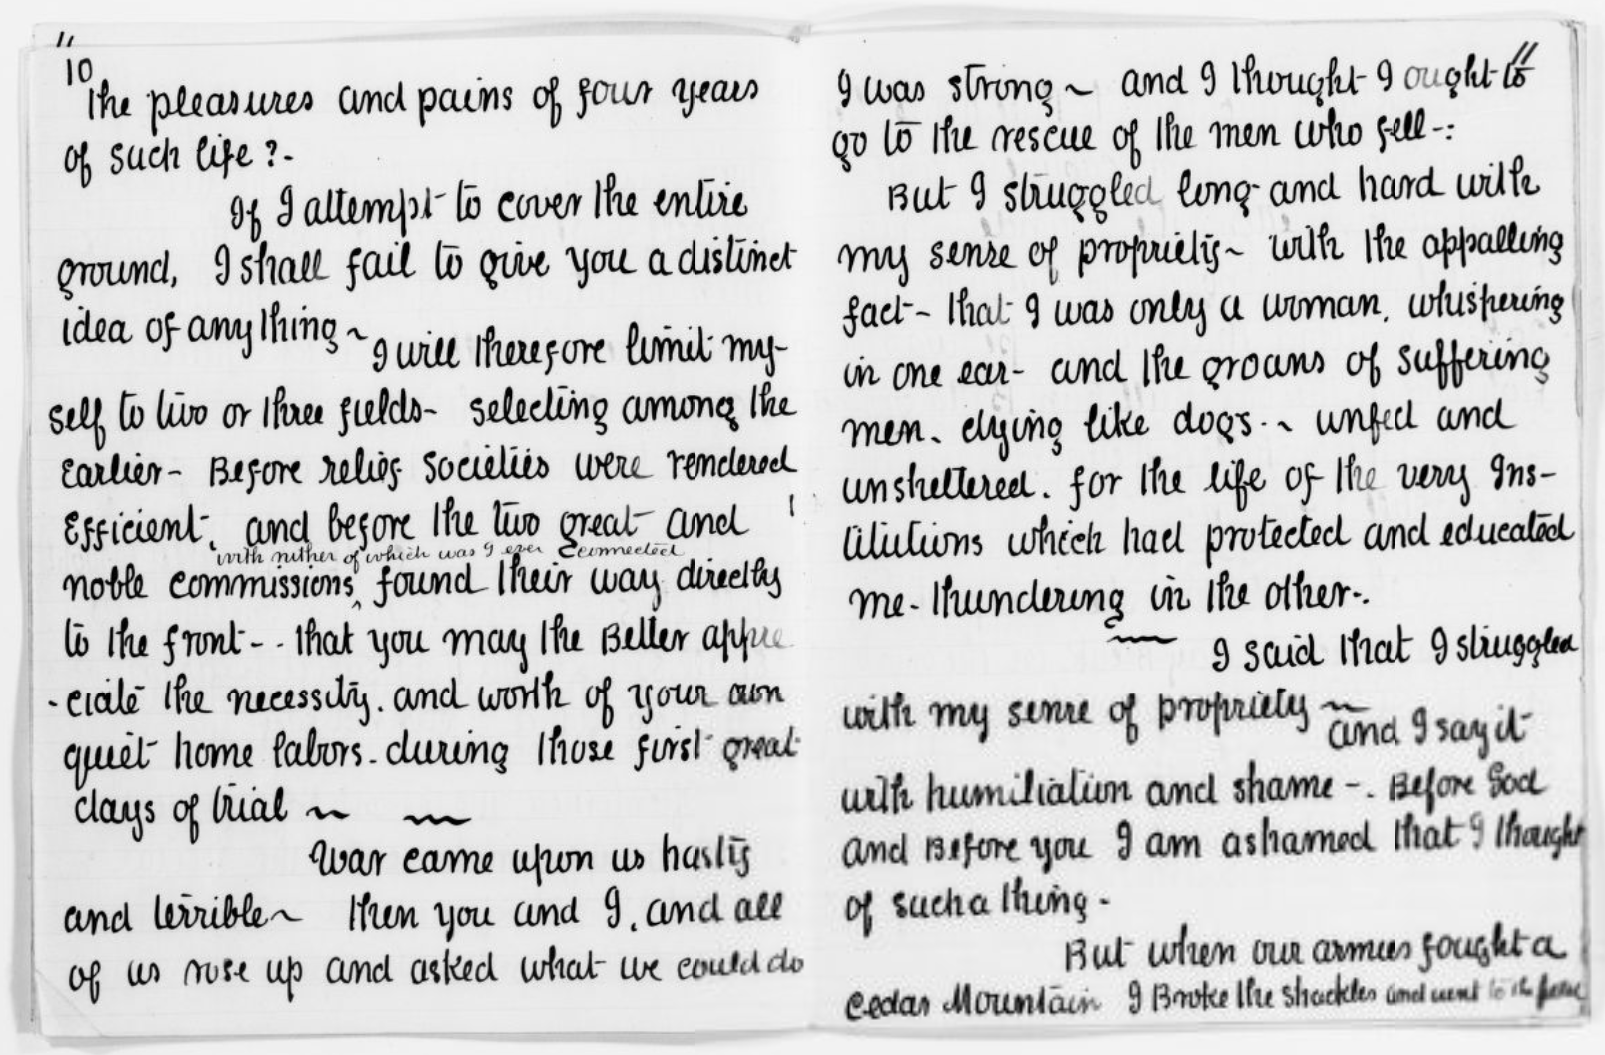 "
10
the pleasures and pains of four years
of such life?-
If I attempt to cover the entire
ground, I shall fail to give you a distinct
idea of any thing ~ I will therefore limit my-
self to two or three fields- selecting among the
Earlier- Before relief societies were rendered
Efficient, and before the two great and
with neither of which was I ever connected
noble commissions, found their way directly
to the front-- that you may the Better appre
-ciate the necessity. and worth of your own
quiet home labors. during those first great
days of trial ~ ~
War came upon us hasty
and terrible~ then you and I, and all
of us rose up and asked what we could do
"
I was strong ~ and I thought I ought to
go to the rescue of the men who fell-:
But I struggled long and hard with
my sense of propriety~ with the appalling
fact- that I was only a woman. whispering
in one ear- and the groans of suffering
men. dying like dogs.~ unfed and
unsheltered. for the life of the very Ins-
titutions which had protected and educated
me- thundering in the other-.
~ I said that I struggled
with my sense of propriety ~ and I say it
with humiliation and shame -. Before God
and Before you I am ashamed that I thought
of such a thing -
But when our armies fought a
Cedar Mountain I Broke the shackles and went to the